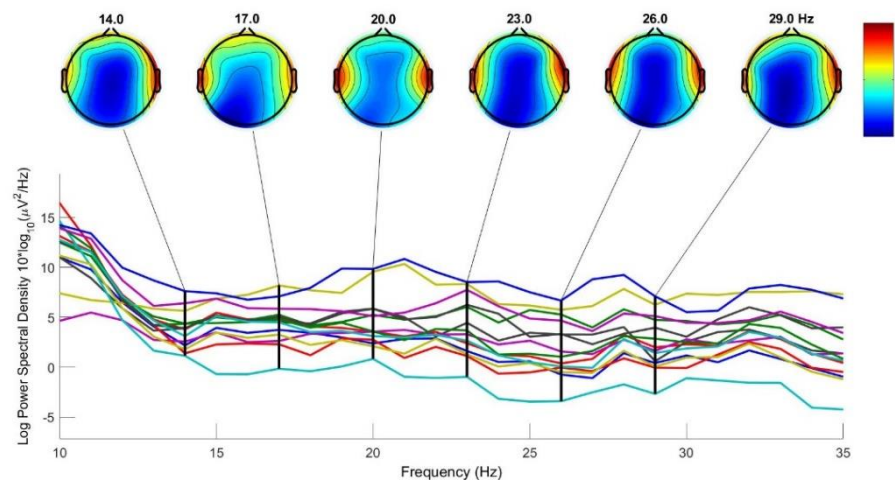 14.0 17.0 20.0 23.0 26.0 29.0 Hz
Log Power Spectral Density 10*log10(μV2/Hz)
15
10
5
0
-5
10 15 20 25 30 35
Frequency (Hz)